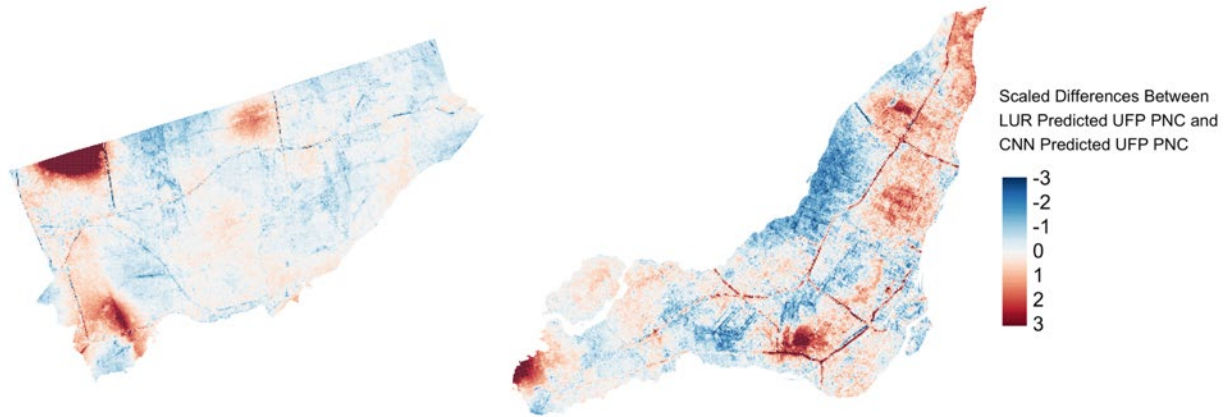 Scaled Differences Between
LUR Predicted UFP PNC and
CNN Predicted UFP PNC
-3
-2
-1
0
1
2
3